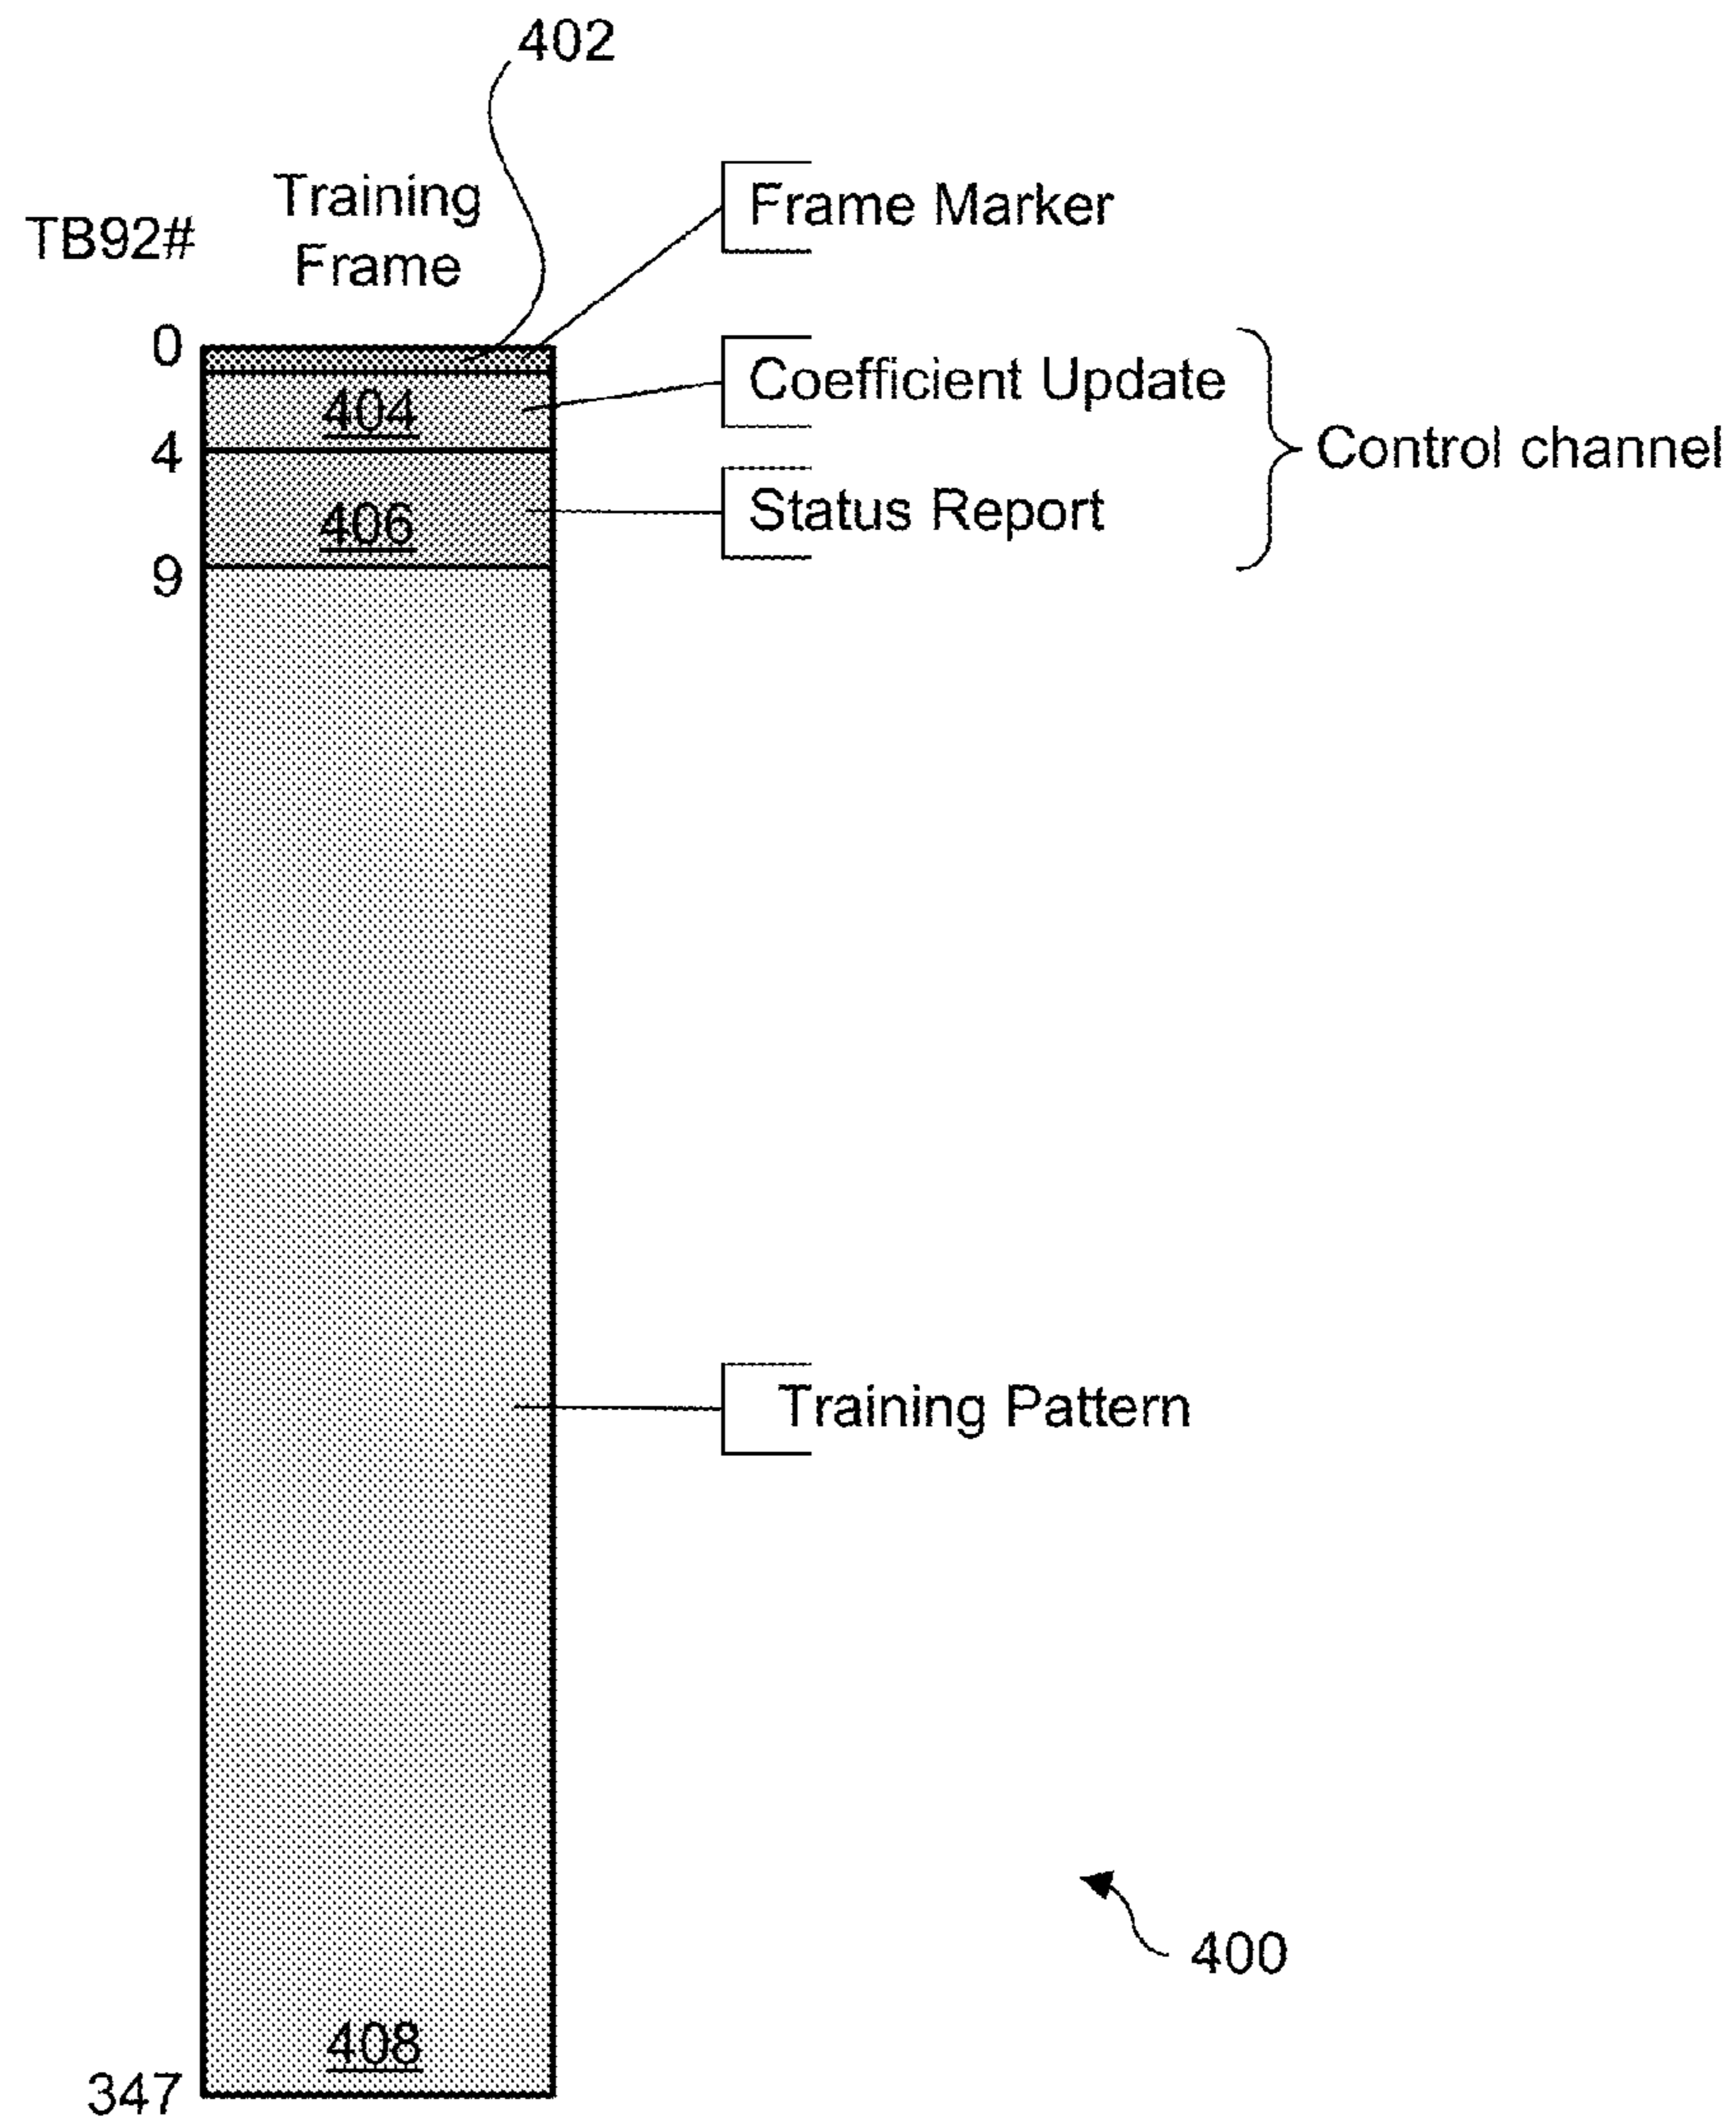 402
Training
Frame
TB92#
Frame Marker
0
404
Coefficient Update
Control channel
4
406
Status Report
9
Training Pattern
400
408
347